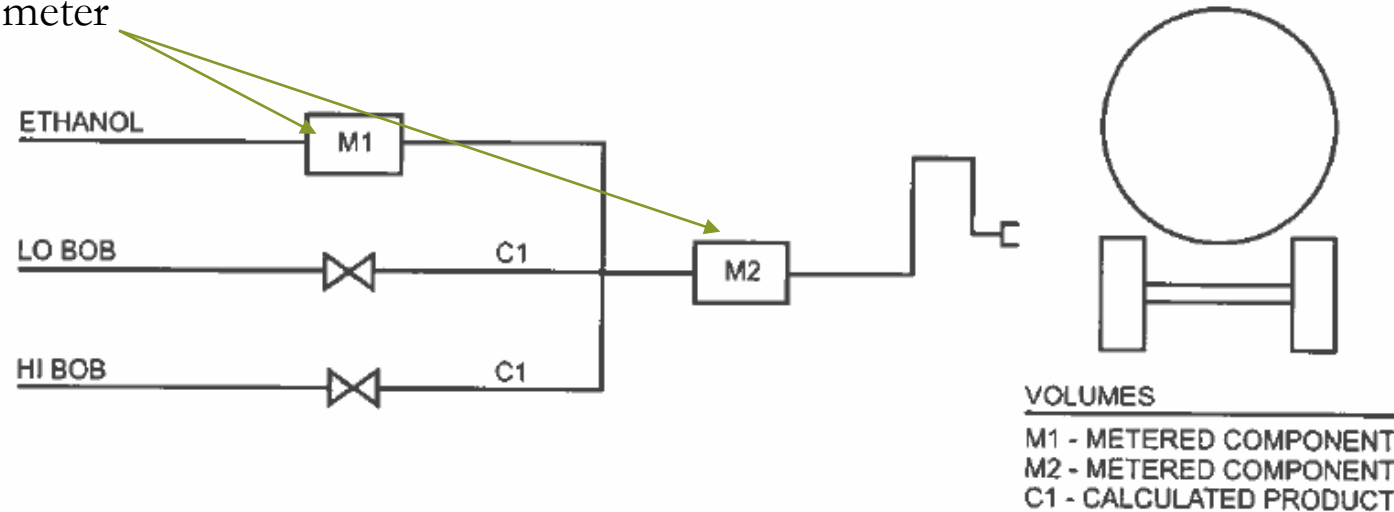 meter
ETHANOL
M1
LO BOB
C1
M2
HI BOB
C1
VOLUMES
M1 - METERED COMPONENT
M2 - METERED COMPONENT
C1 - CALCULATED PRODUCT